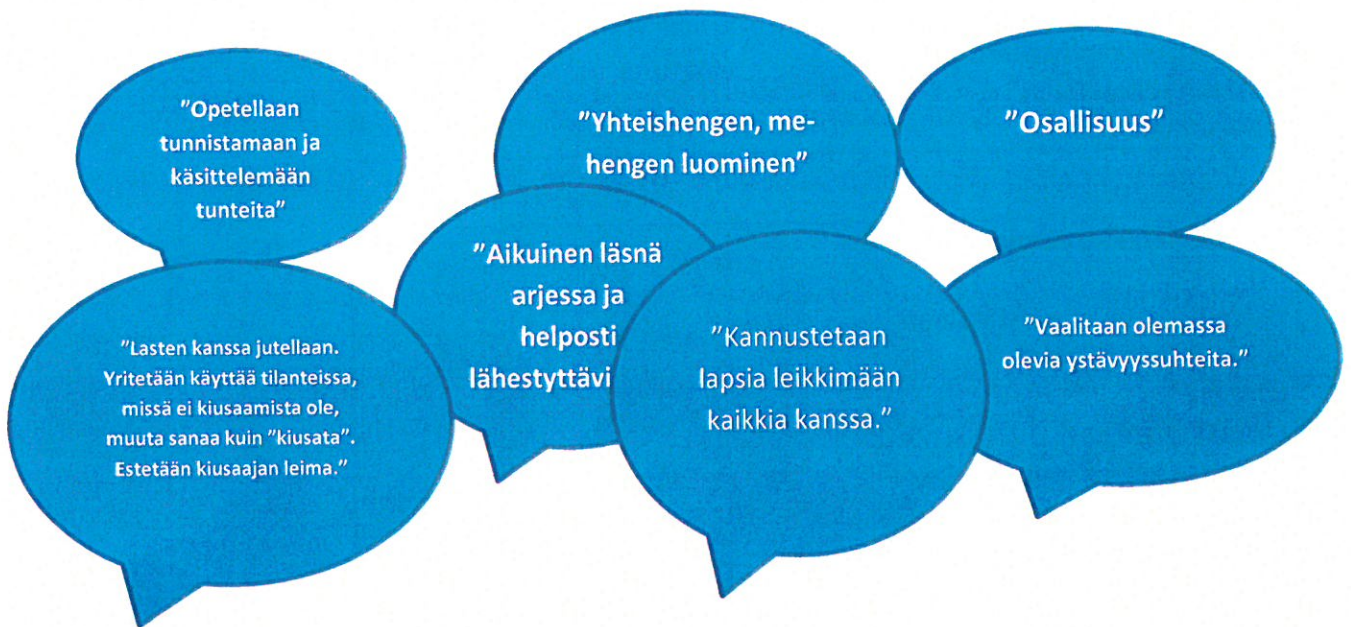 "Opetellaan
tunnistamaan ja
käsittelemään
tunteita"
"Yhteishengen, me-
hengen luominen"
"Osallisuus"
"Aikuinen läsnä
arjessa ja
helposti
lähestyttävi
"Lasten kanssa jutellaan.
Yritetään käyttää tilanteissa,
missä ei kiusaamista ole,
muuta sanaa kuin "kiusata".
Estetään kiusaajan leima."
"Kannustetaan
lapsia leikkimään
kaikkia kanssa."
"Vaalitaan olemassa
olevia ystävyyssuhteita."